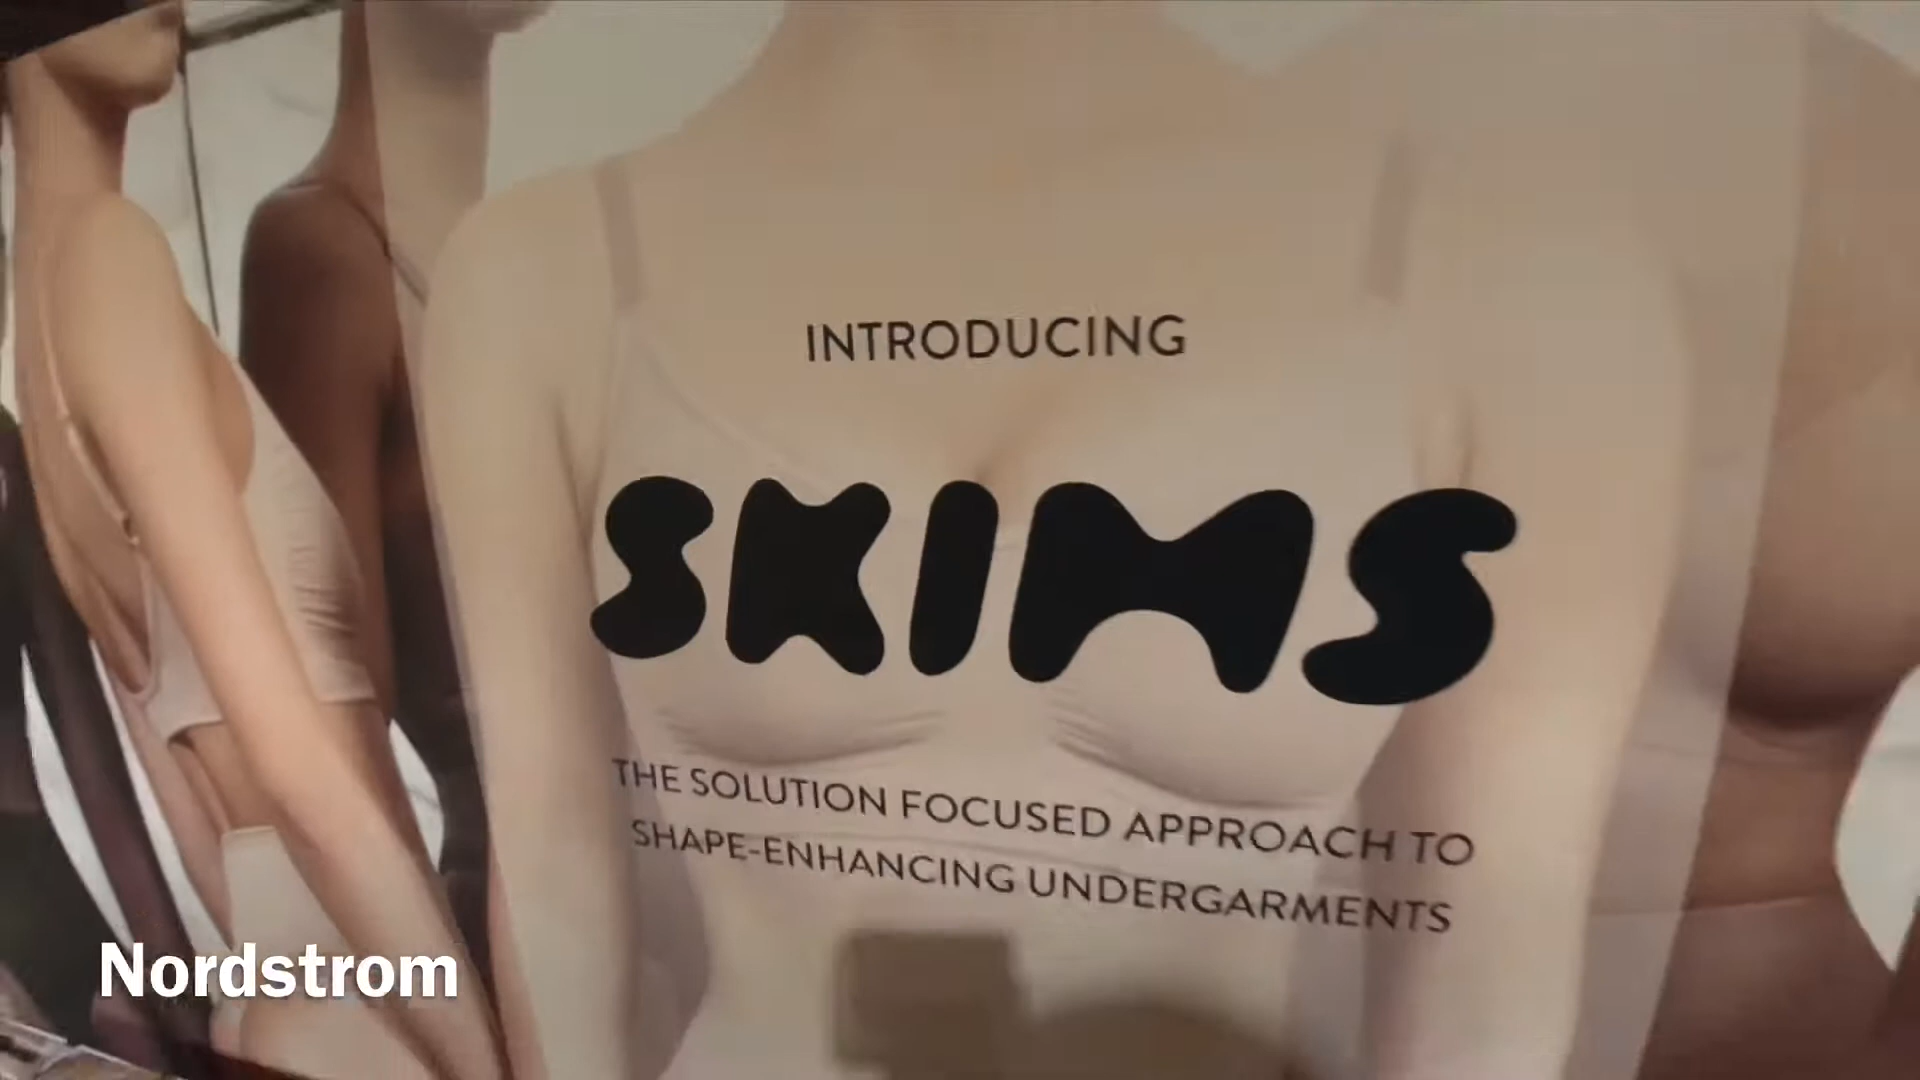 INTRODUCING
SKIMS
THE SOLUTION FOCUSED APPROACH TO
SHAPE-ENHANCING UNDERGARMENTS
Nordstrom